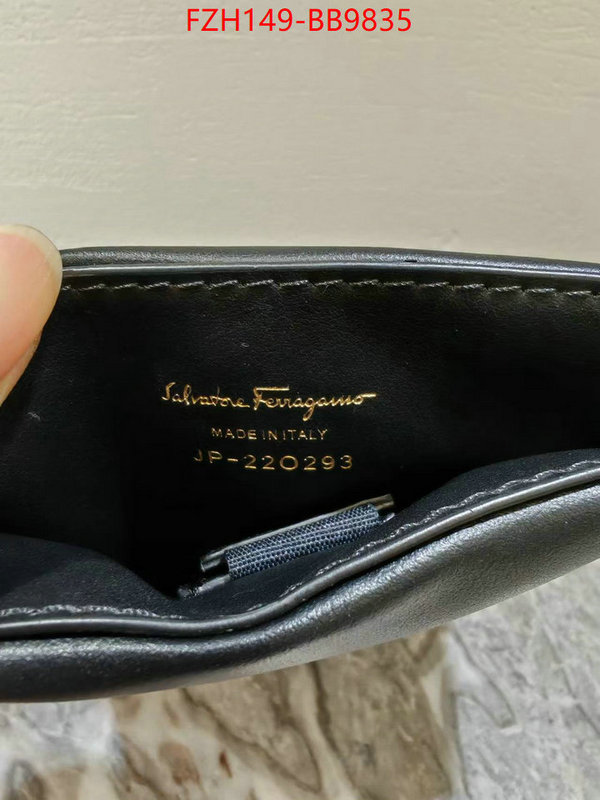 FZH149-BB9835
Salvatore Ferragamo
MADE IN ITALY
JP-220293